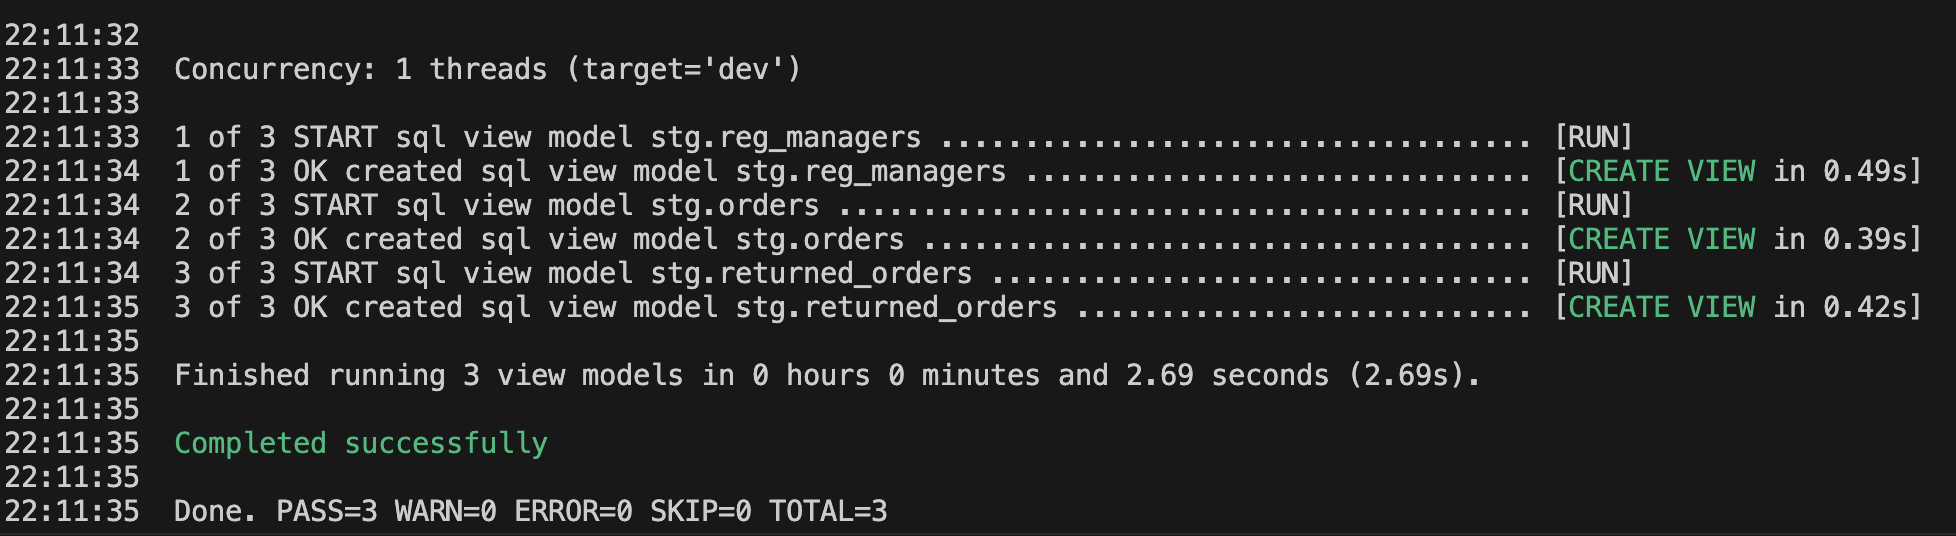 22:11:32
22:11:33  Concurrency: 1 threads (target='dev')
22:11:33
22:11:33  1 of 3 START sql view model stg.reg_managers ................................... [RUN]
22:11:34  1 of 3 OK created sql view model stg.reg_managers .............................. [CREATE VIEW in 0.49s]
22:11:34  2 of 3 START sql view model stg.orders ......................................... [RUN]
22:11:34  2 of 3 OK created sql view model stg.orders .................................... [CREATE VIEW in 0.39s]
22:11:34  3 of 3 START sql view model stg.returned_orders ................................ [RUN]
22:11:35  3 of 3 OK created sql view model stg.returned_orders ........................... [CREATE VIEW in 0.42s]
22:11:35
22:11:35  Finished running 3 view models in 0 hours 0 minutes and 2.69 seconds (2.69s).
22:11:35
22:11:35  Completed successfully
22:11:35
22:11:35  Done. PASS=3 WARN=0 ERROR=0 SKIP=0 TOTAL=3